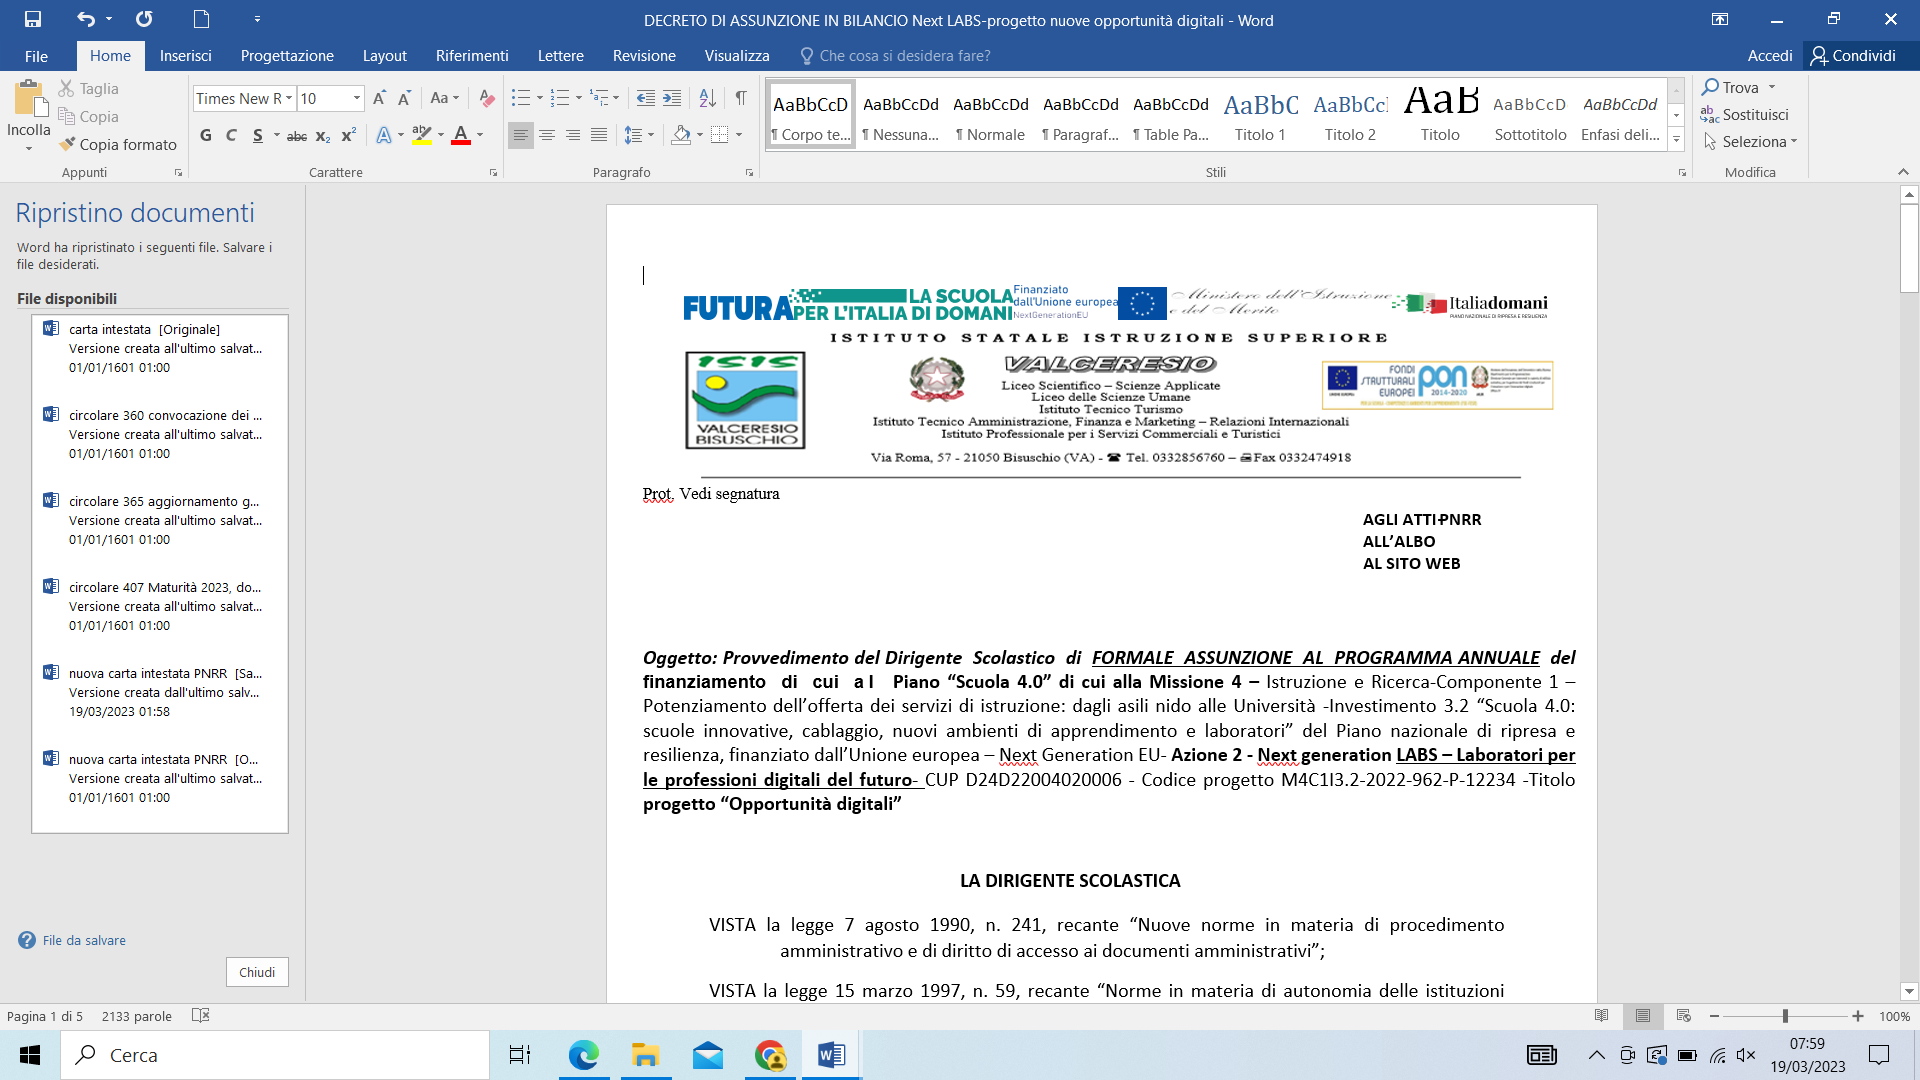 DECRETO DI ASSUNZIONE IN BILANCIO Next LABS-progetto nuove opportunità digitali - Word
File Home Inserisci Progettazione Layout Riferimenti Lettere Revisione Visualizza Che cosa si desidera fare? Accedi Condividi
Incolla
Taglia
Copia
Copia formato
Appunti
Times New R 10 Aa
G C S abc x₂ x² A ab A
Carattere
Paragrafo
AaBbCcD AaBbCcDd AaBbCcDd AaBbCcDd AaBbCcDd AaBbC AaBbCcI AaB AaBbCcD AaBbCcDd
¶ Corpo te... ¶ Nessuna... ¶ Normale ¶ Paragraf... ¶ Table Pa... Titolo 1 Titolo 2 Titolo Sottotitolo Enfasi deli...
Stili
Trova
Sostituisci
Seleziona
Modifica
Ripristino documenti
Word ha ripristinato i seguenti file. Salvare i
file desiderati.
File disponibili
carta intestata [Originale]
Versione creata all'ultimo salvat...
01/01/1601 01:00
circolare 360 convocazione dei ...
Versione creata all'ultimo salvat...
01/01/1601 01:00
circolare 365 aggiornamento g...
Versione creata all'ultimo salvat...
01/01/1601 01:00
circolare 407 Maturità 2023, do...
Versione creata all'ultimo salvat...
01/01/1601 01:00
nuova carta intestata PNRR [Sa...
Versione creata dall'ultimo salv...
19/03/2023 01:58
nuova carta intestata PNRR [O...
Versione creata all'ultimo salvat...
01/01/1601 01:00
File da salvare
Chiudi
FUTURA LA SCUOLA
PER L'ITALIA DI DOMANI
Finanziato
dall'Unione europea
NextGenerationEU
Ministero dell'Istruzione
e del Merito
Italiadomani
PIANO NAZIONALE DI RIPRESA E RESILIENZA
ISTITUTO STATALE ISTRUZIONE SUPERIORE
ISIS
VALCERESIO
BISUSCHIO
VALCERESIO
Liceo Scientifico – Scienze Applicate
Liceo delle Scienze Umane
Istituto Tecnico Turismo
Istituto Tecnico Amministrazione, Finanza e Marketing – Relazioni Internazionali
Istituto Professionale per i Servizi Commerciali e Turistici
Via Roma, 57 - 21050 Bisuschio (VA) - ☎ Tel. 0332856760 – Fax 0332474918
FONDI
STRUTTURALI
EUROPEI
pon
2014-2020
Prot. Vedi segnatura
AGLI ATTI-PNRR
ALL’ALBO
AL SITO WEB
Oggetto: Provvedimento del Dirigente Scolastico di FORMALE ASSUNZIONE AL PROGRAMMA ANNUALE del
finanziamento di cui al Piano “Scuola 4.0” di cui alla Missione 4 – Istruzione e Ricerca-Componente 1 –
Potenziamento dell’offerta dei servizi di istruzione: dagli asili nido alle Università -Investimento 3.2 “Scuola 4.0:
scuole innovative, cablaggio, nuovi ambienti di apprendimento e laboratori” del Piano nazionale di ripresa e
resilienza, finanziato dall’Unione europea – Next Generation EU- Azione 2 - Next generation LABS – Laboratori per
le professioni digitali del futuro- CUP D24D22004020006 - Codice progetto M4C1I3.2-2022-962-P-12234 -Titolo
progetto “Opportunità digitali”
LA DIRIGENTE SCOLASTICA
VISTA la legge 7 agosto 1990, n. 241, recante “Nuove norme in materia di procedimento
amministrativo e di diritto di accesso ai documenti amministrativi”;
VISTA la legge 15 marzo 1997, n. 59, recante “Norme in materia di autonomia delle istituzioni
Pagina 1 di 5 2133 parole 100%
Cerca
07:59
19/03/2023